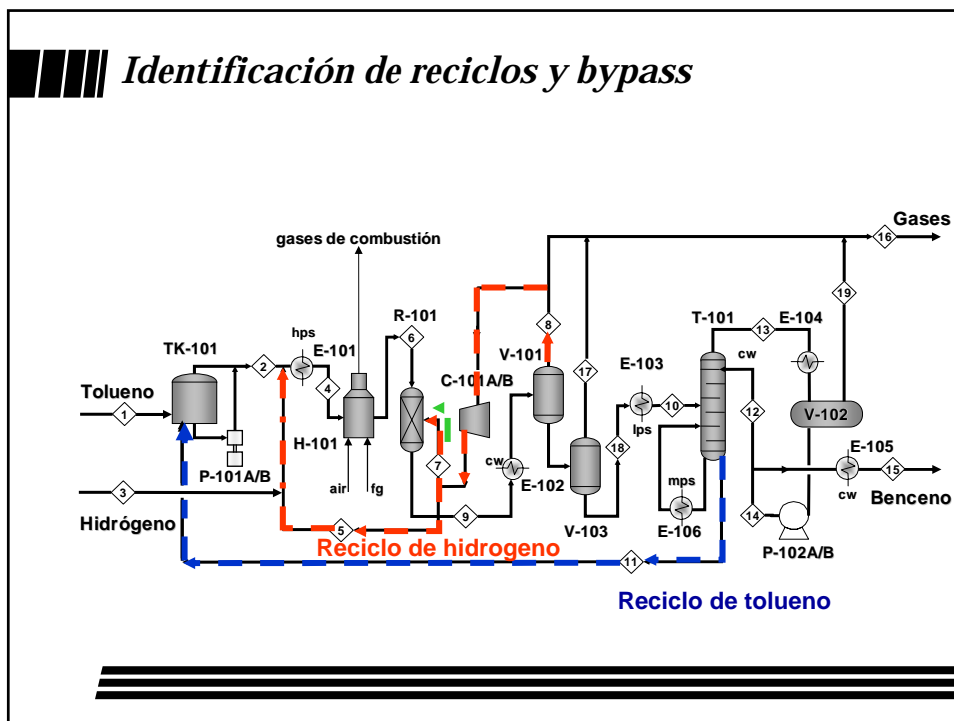 Identificación de reciclos y bypass
Gases
16
gases de combustión
19
R-101
T-101
13
E-104
hps
6
8
TK-101
2
E-101
V-101
cw
E-103
C-101A/B
17
Tolueno
4
1
10
12
V-102
H-101
lps
18
E-105
7
cw
P-101A/B
E-102
mps
15
3
air
fg
9
cw
Benceno
Hidrógeno
V-103
E-106
14
5
Reciclo de hidrogeno
P-102A/B
11
Reciclo de tolueno